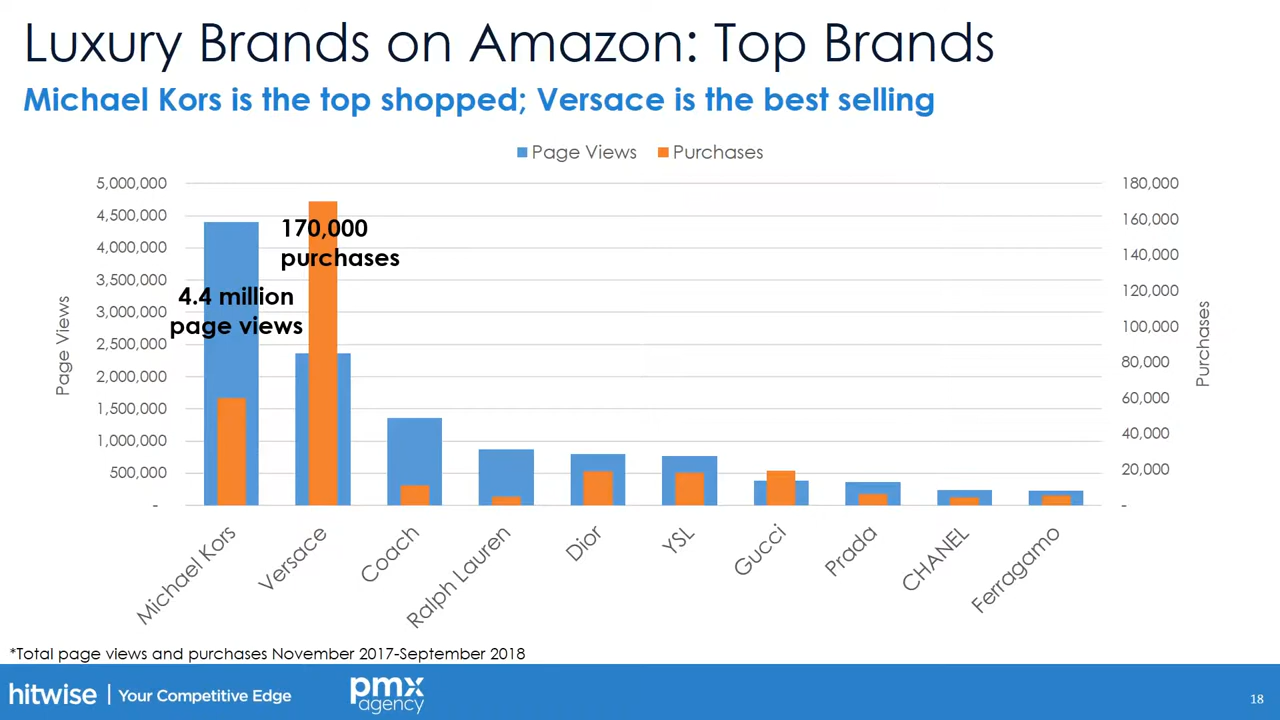 Luxury Brands on Amazon: Top Brands
Michael Kors is the top shopped; Versace is the best selling
Page Views Purchases
5,000,000
4,500,000
4,000,000
3,500,000
3,000,000
2,500,000
2,000,000
1,500,000
1,000,000
500,000
-
Page Views
170,000
purchases
4.4 million
page views
180,000
160,000
140,000
120,000
100,000
80,000
60,000
40,000
20,000
-
Purchases
Michael Kors
Versace
Coach
Ralph Lauren
Dior
YSL
Gucci
Prada
CHANEL
Ferragamo
*Total page views and purchases November 2017-September 2018
hitwise | Your Competitive Edge
pmx
agency
18